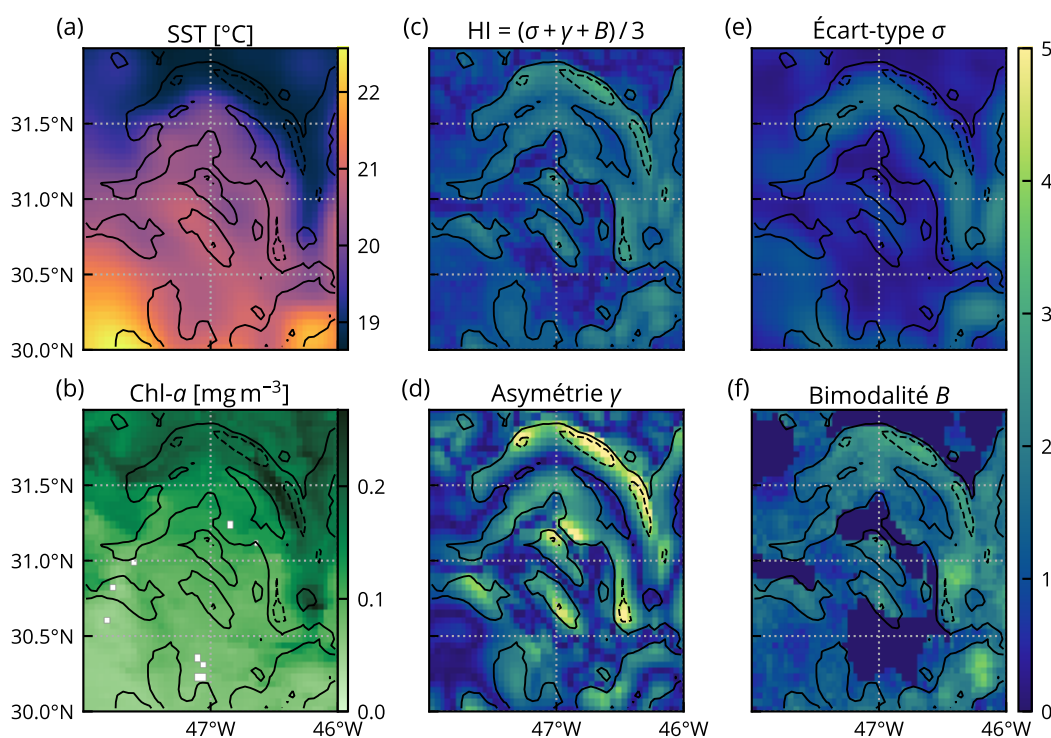 (a) SST [°C]
(c) HI = (σ + γ + B) / 3
(e) Écart-type σ
31.5°N
31.0°N
30.5°N
30.0°N
22
21
20
19
5
4
3
2
1
0
(b) Chl-a [mg m⁻³]
(d) Asymétrie γ
(f) Bimodalité B
31.5°N
31.0°N
30.5°N
30.0°N
0.2
0.1
0.0
47°W 46°W
47°W 46°W
47°W 46°W